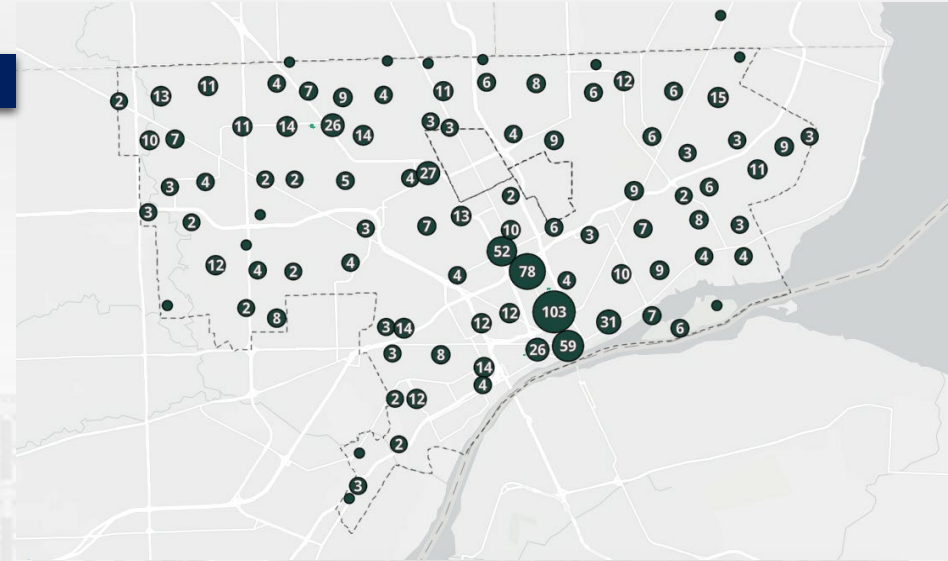 6 8 12
4 7 9 4 11 6 6 15
2 13 11
11 14 26 14 3 3 4 9 6 3 3 9 3
10 7 11
3 4 2 2 5 4 27 2 9 2 6
3 2 3 7 13 10 6 3 7 8 3
12 4 2 4 4 52 78 4 10 9 4 4
2 8 3 14 12 12 103 31 7 6
3 8 14 26 59
4
2 12
2
3